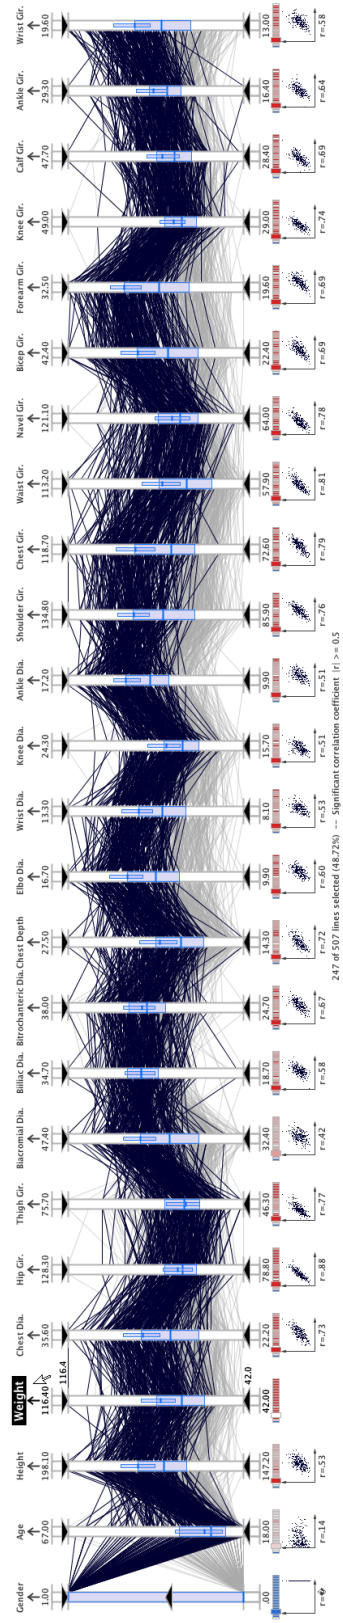 Gender Age Height Weight Chest Dia. Hip Gir. Thigh Gir. Biacromial Dia. Biiliac Dia. Bitrochanteric Dia. Chest Depth Elbo Dia. Wrist Dia. Knee Dia. Ankle Dia. Shoulder Gir. Chest Gir. Waist Gir. Navel Gir. Bicep Gir. Forearm Gir. Knee Gir. Calf Gir. Ankle Gir. Wrist Gir.
1.00 67.00 198.10 116.40 35.60 128.30 75.70 47.40 34.70 38.00 27.50 16.70 13.30 24.30 17.20 134.80 118.70 113.20 121.10 42.40 32.50 49.00 47.70 29.30 19.60
116.4
42.0
.00 18.00 147.20 42.00 22.20 78.80 46.30 32.40 18.70 24.70 14.30 9.90 8.10 15.70 9.90 85.90 72.60 57.90 64.00 22.40 19.60 29.00 28.40 16.40 13.00
r=� r=.14 r=.53 r=.73 r=.88 r=.77 r=.42 r=.58 r=.67 r=.72 r=.60 r=.53 r=.51 r=.51 r=.76 r=.79 r=.81 r=.78 r=.69 r=.69 r=.74 r=.69 r=.64 r=.58
247 of 507 lines selected (48.72%) -- Significant correlation coefficient |r| >= 0.5